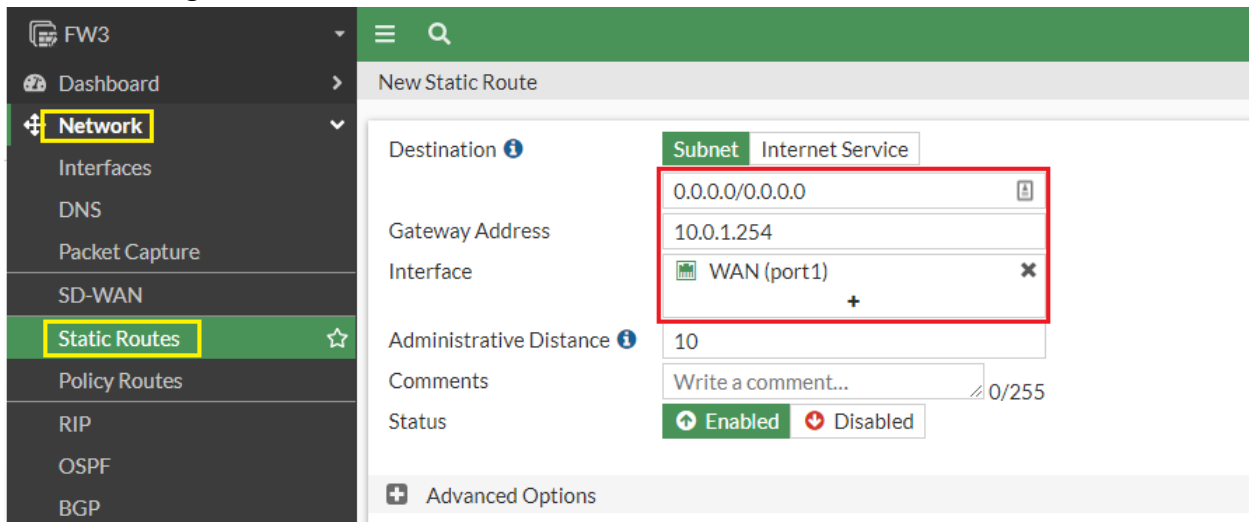 FW3
Dashboard
Network
Interfaces
DNS
Packet Capture
SD-WAN
Static Routes
Policy Routes
RIP
OSPF
BGP
New Static Route
Destination
Subnet Internet Service
0.0.0.0/0.0.0.0
Gateway Address 10.0.1.254
Interface WAN (port1)
+
Administrative Distance 10
Comments Write a comment... 0/255
Status Enabled Disabled
Advanced Options